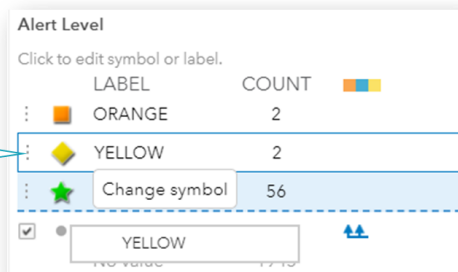 Alert Level
Click to edit symbol or label.
LABEL COUNT
ORANGE 2
YELLOW 2
Change symbol 56
YELLOW
No value